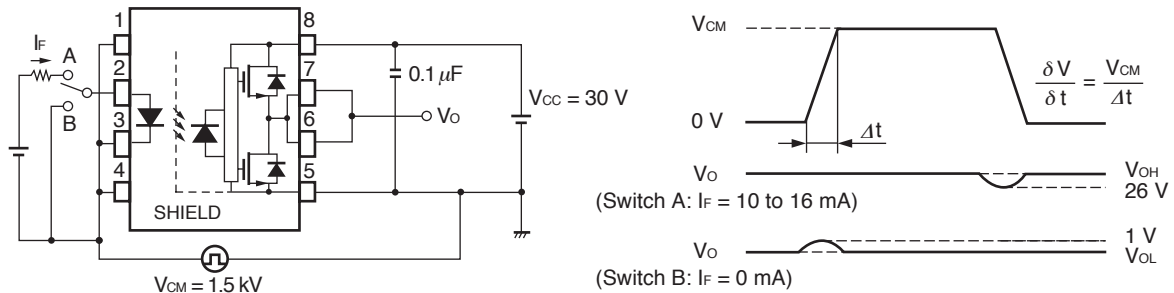 1
8
IF
A
2
7
0.1 μF
VCC = 30 V
VO
B
3
6
4
5
SHIELD
VCM = 1.5 kV
VCM
δV
δt
=
VCM
Δt
0 V
Δt
VO
VOH
26 V
(Switch A: IF = 10 to 16 mA)
1 V
VO
VOL
(Switch B: IF = 0 mA)